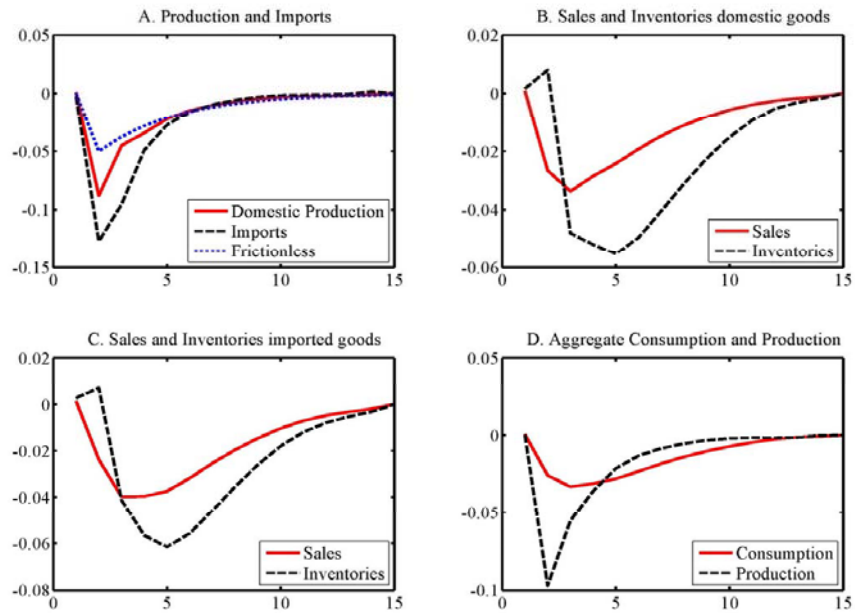 A. Production and Imports
0.05
0
-0.05
-0.1
-0.15
0
5
10
15
Domestic Production
Imports
Frictionless
B. Sales and Inventories domestic goods
0.02
0
-0.02
-0.04
-0.06
0
5
10
15
Sales
Inventories
C. Sales and Inventories imported goods
0.02
0
-0.02
-0.04
-0.06
-0.08
0
5
10
15
Sales
Inventories
D. Aggregate Consumption and Production
0.05
0
-0.05
-0.1
0
5
10
15
Consumption
Production